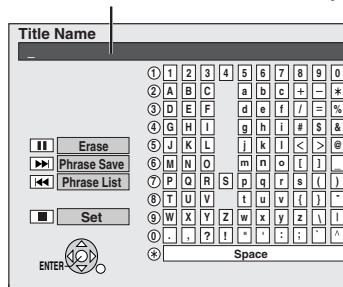 Title Name
_
① 1 2 3 4 5 6 7 8 9 0
② A B C a b c + – *
③ D E F d e f / = %
④ G H I g h i # $ &
Erase ⑤ J K L j k l < > @
Phrase Save ⑥ M N O m n o [ ] _
Phrase List ⑦ P Q R S p q r s ( )
⑧ T U V t u v { } -
Set ⑨ W X Y Z w x y z \ |
⓪ . , ? ! " ' : ; ` ^
ENTER ✱ Space